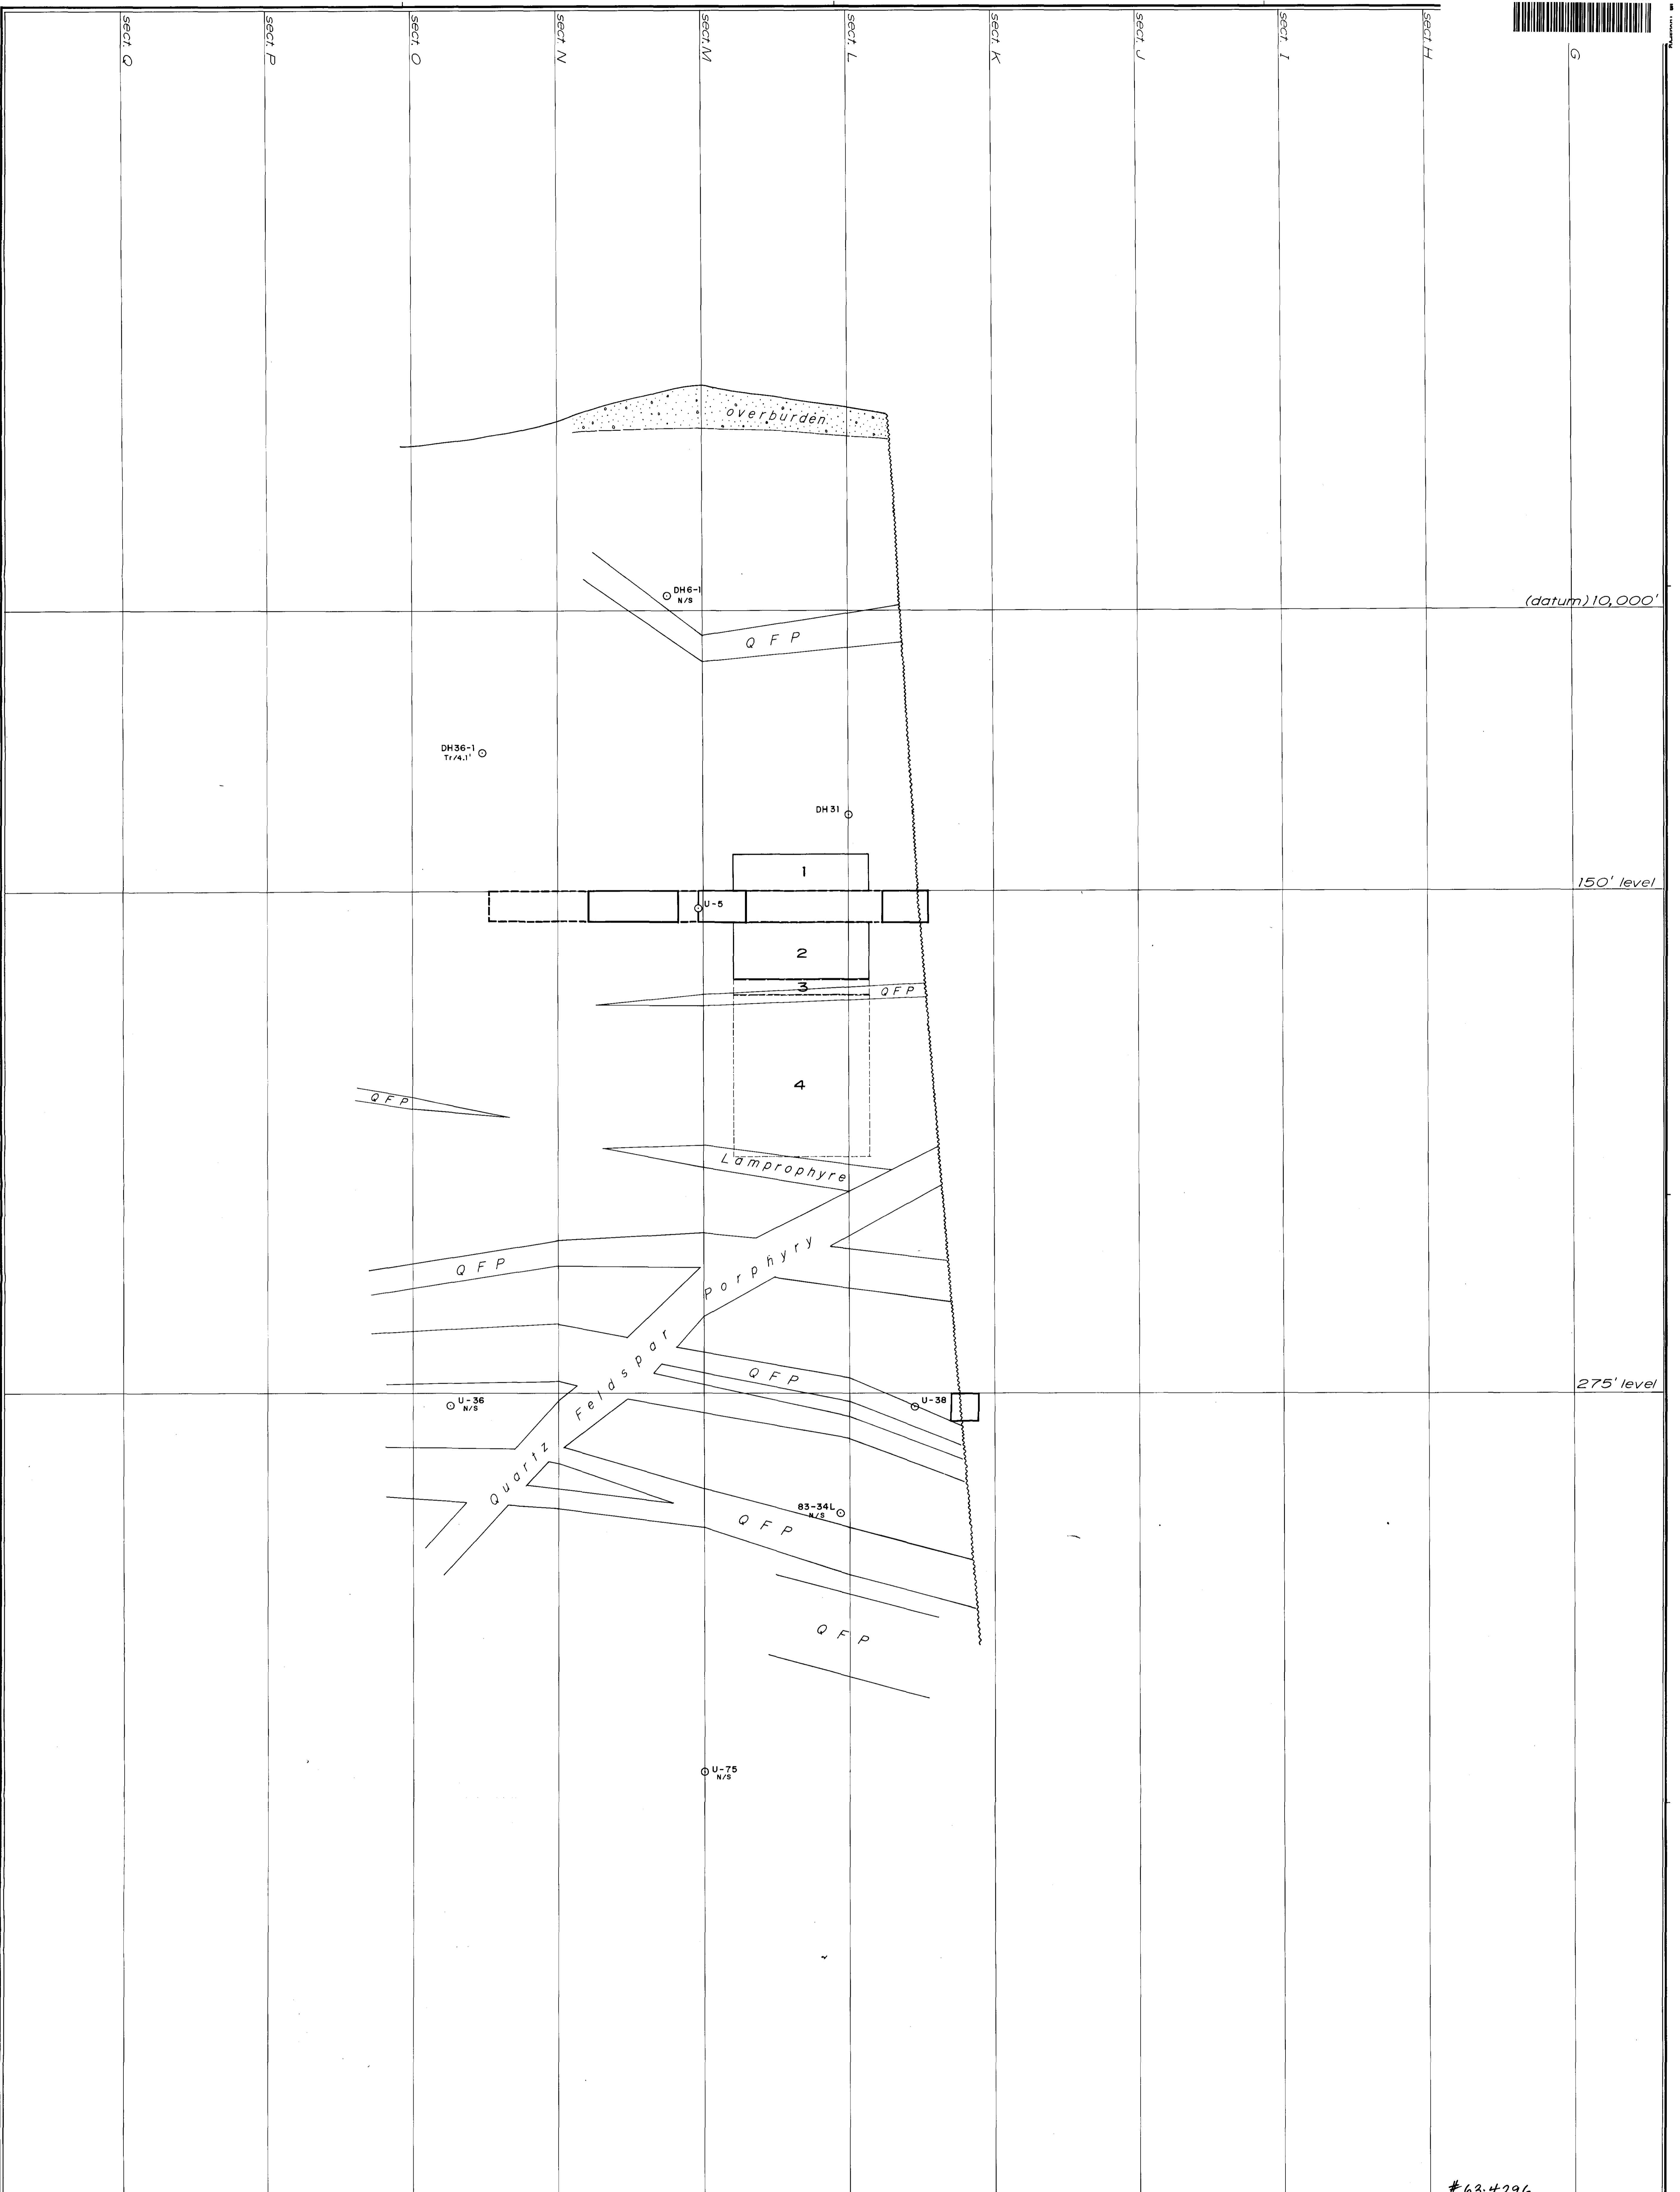 sect. Q
sect. P
sect. O
sect. N
sect. M
sect. L
sect. K
sect. J
sect. I
sect. H
G
overburden
DH6-1
N/S
(datum) 10,000'
Q F P
DH36-1
Tr/4.1'
DH 31
1
150' level
U-5
2
3
Q F P
4
Q F P
Lamprophyre
Q F P
Quartz Feldspar Porphyry
Q F P
275' level
U-36
N/S
U-38
83-34L
N/S
Q F P
Q F P
U-75
N/S